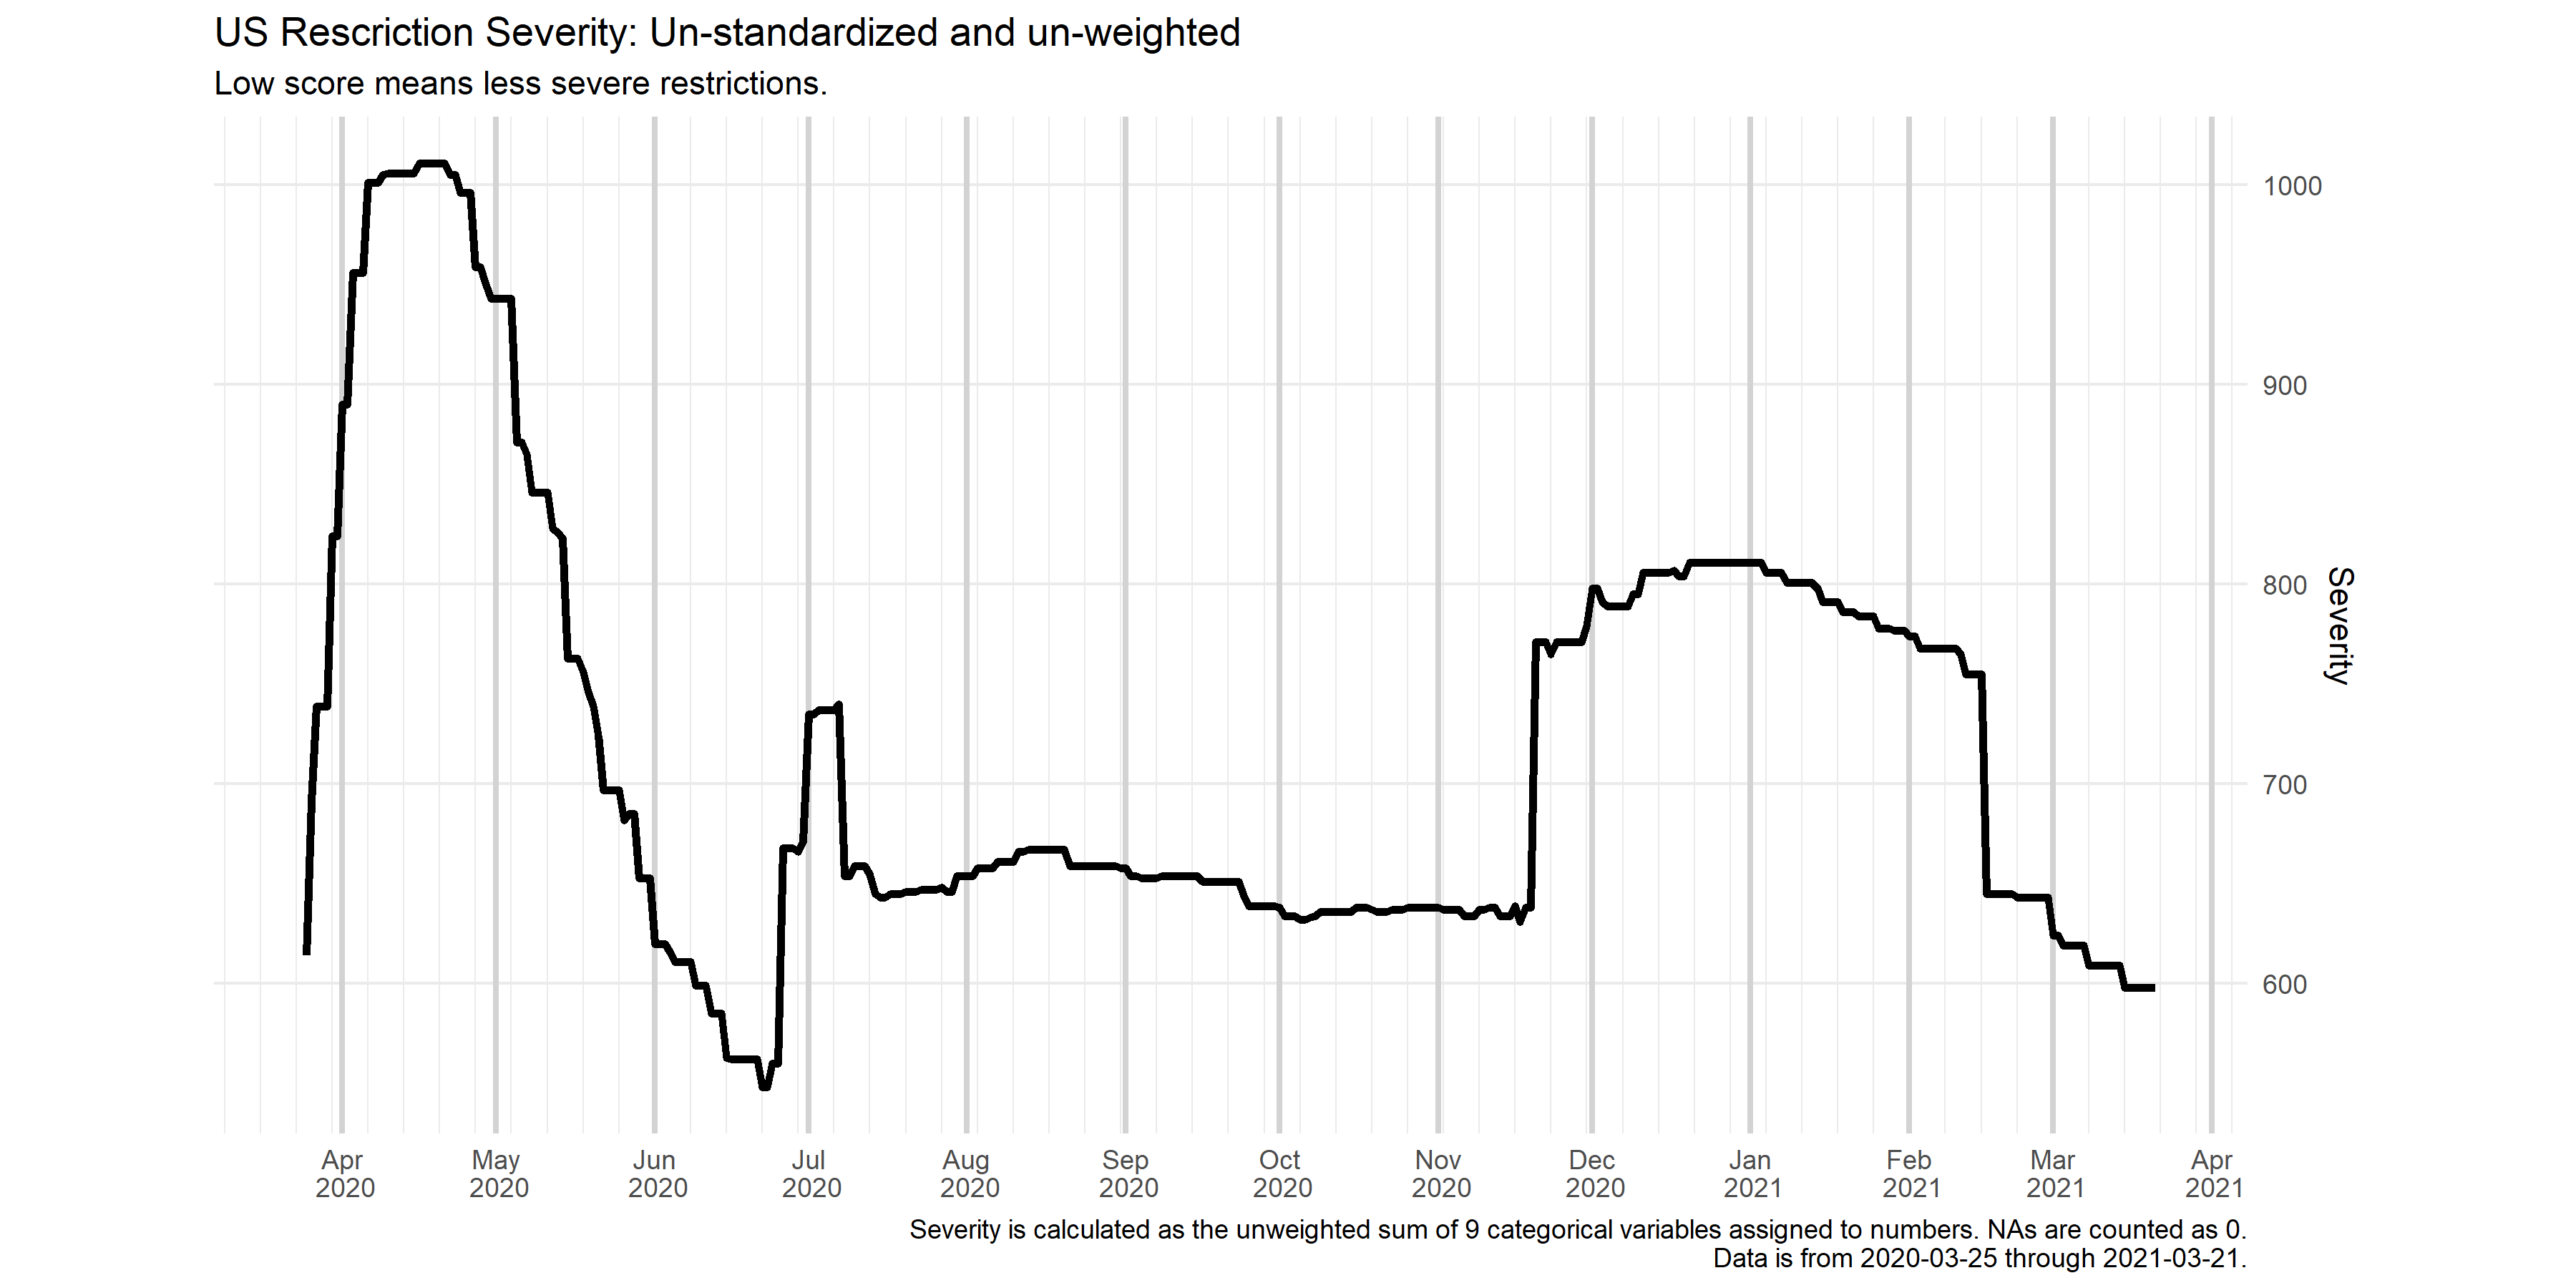 US Rescriction Severity: Un-standardized and un-weighted
Low score means less severe restrictions.
1000
900
800
700
600
Severity
Apr May Jun Jul Aug Sep Oct Nov Dec Jan Feb Mar Apr
2020 2020 2020 2020 2020 2020 2020 2020 2020 2021 2021 2021 2021
Severity is calculated as the unweighted sum of 9 categorical variables assigned to numbers. NAs are counted as 0.
Data is from 2020-03-25 through 2021-03-21.